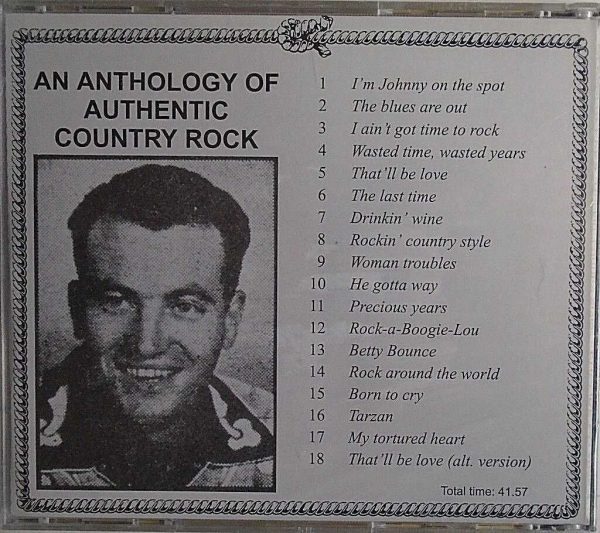 AN ANTHOLOGY OF
AUTHENTIC
COUNTRY ROCK
1 I'm Johnny on the spot
2 The blues are out
3 I ain't got time to rock
4 Wasted time, wasted years
5 That'll be love
6 The last time
7 Drinkin' wine
8 Rockin' country style
9 Woman troubles
10 He gotta way
11 Precious years
12 Rock-a-Boogie-Lou
13 Betty Bounce
14 Rock around the world
15 Born to cry
16 Tarzan
17 My tortured heart
18 That'll be love (alt. version)
Total time: 41.57